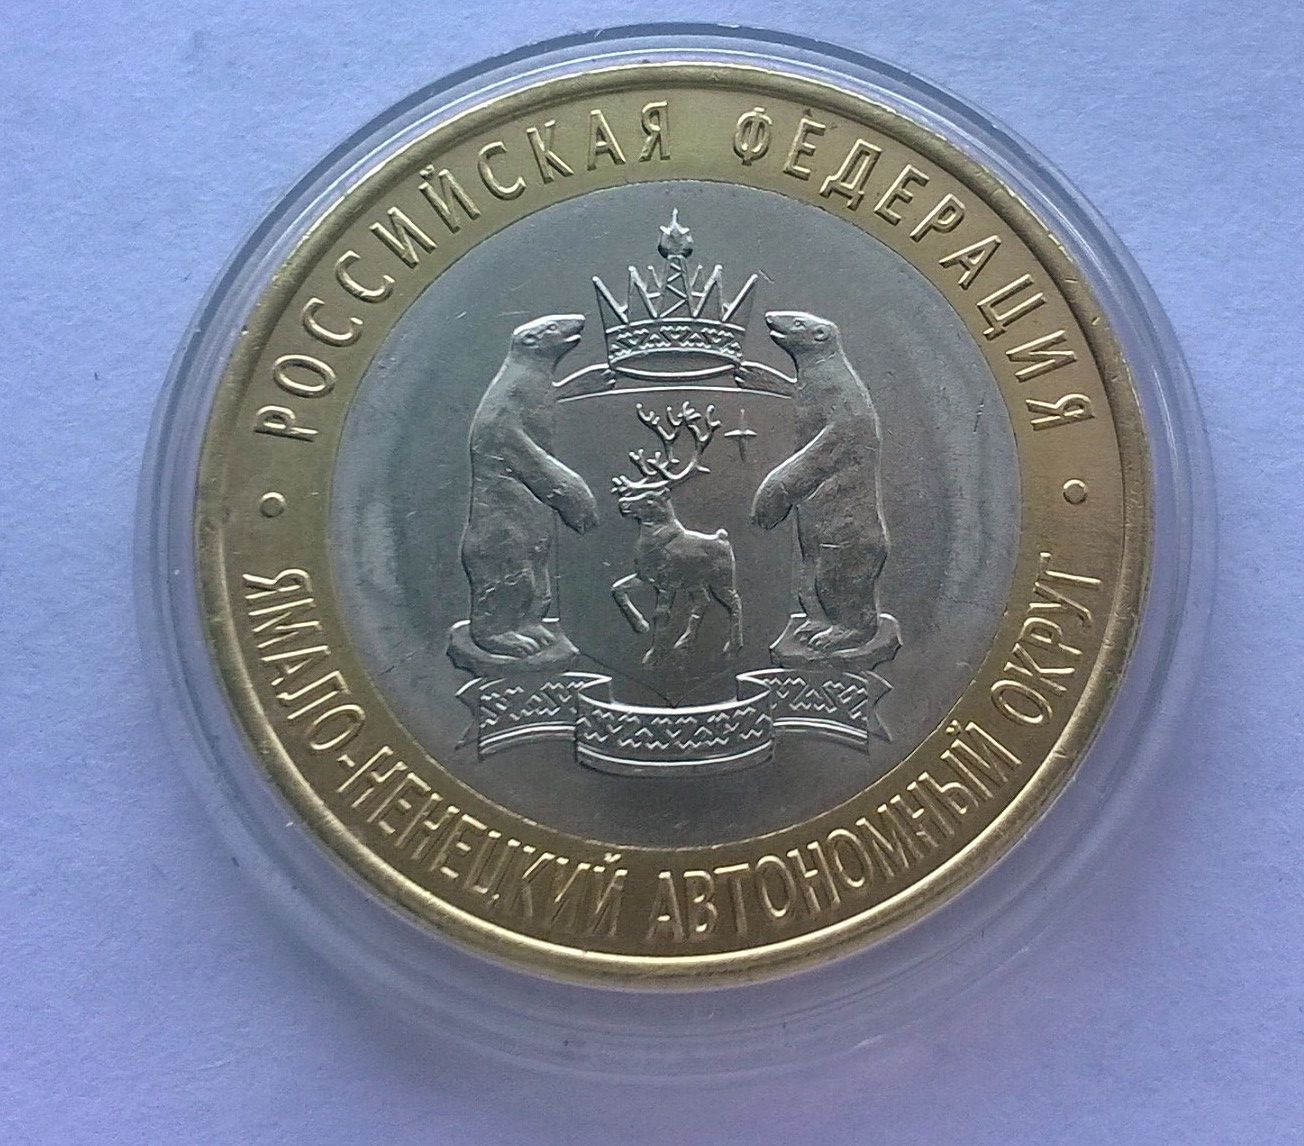 РОССИЙСКАЯ ФЕДЕРАЦИЯ
ЯМАЛО-НЕНЕЦКИЙ АВТОНОМНЫЙ ОКРУГ